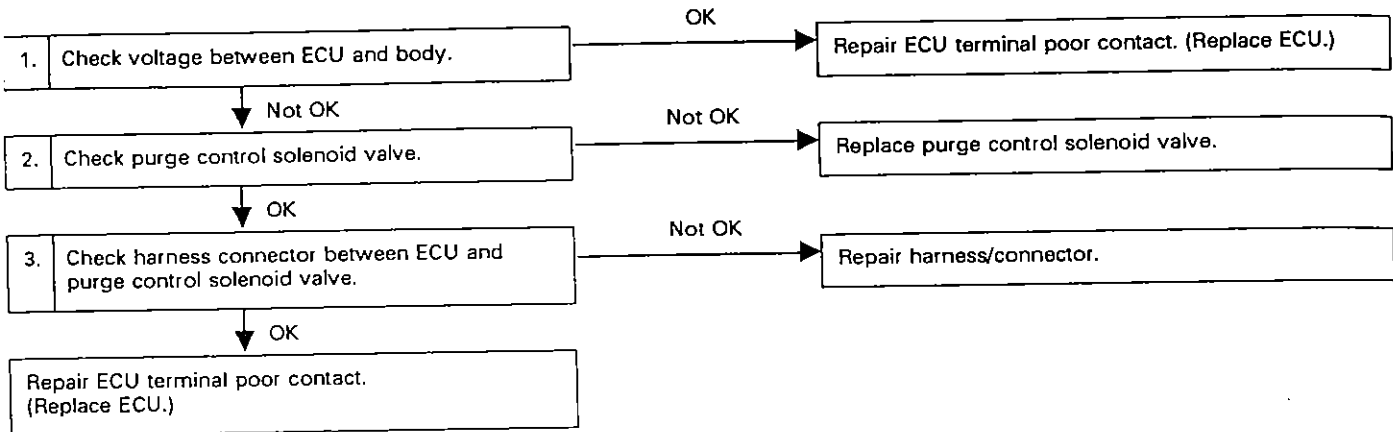 OK
1. Check voltage between ECU and body.
Repair ECU terminal poor contact. (Replace ECU.)
Not OK
Not OK
2. Check purge control solenoid valve.
Replace purge control solenoid valve.
OK
Not OK
3. Check harness connector between ECU and
purge control solenoid valve.
Repair harness/connector.
OK
Repair ECU terminal poor contact.
(Replace ECU.)